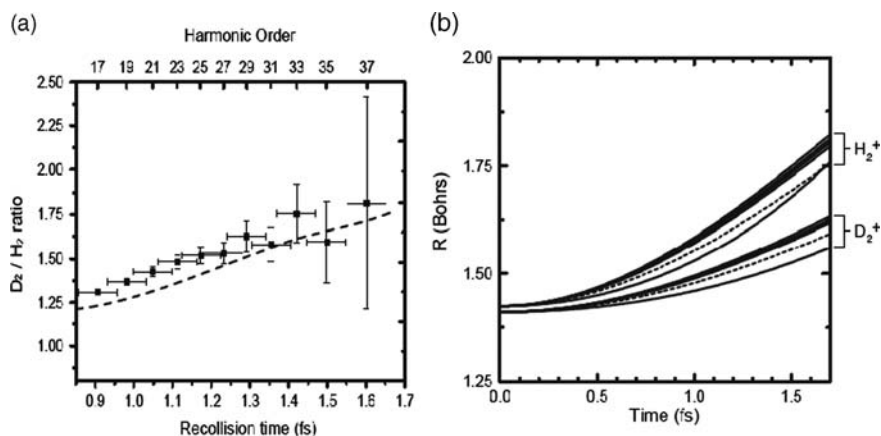 (a)
Harmonic Order
17 19 21 23 25 27 29 31 33 35 37
2.50
2.25
2.00
1.75
1.50
1.25
1.00
D₂ / H₂ ratio
0.9 1.0 1.1 1.2 1.3 1.4 1.5 1.6 1.7
Recollision time (fs)
(b)
2.00
1.75
1.50
1.25
R (Bohrs)
H₂⁺
D₂⁺
0.0 0.5 1.0 1.5
Time (fs)